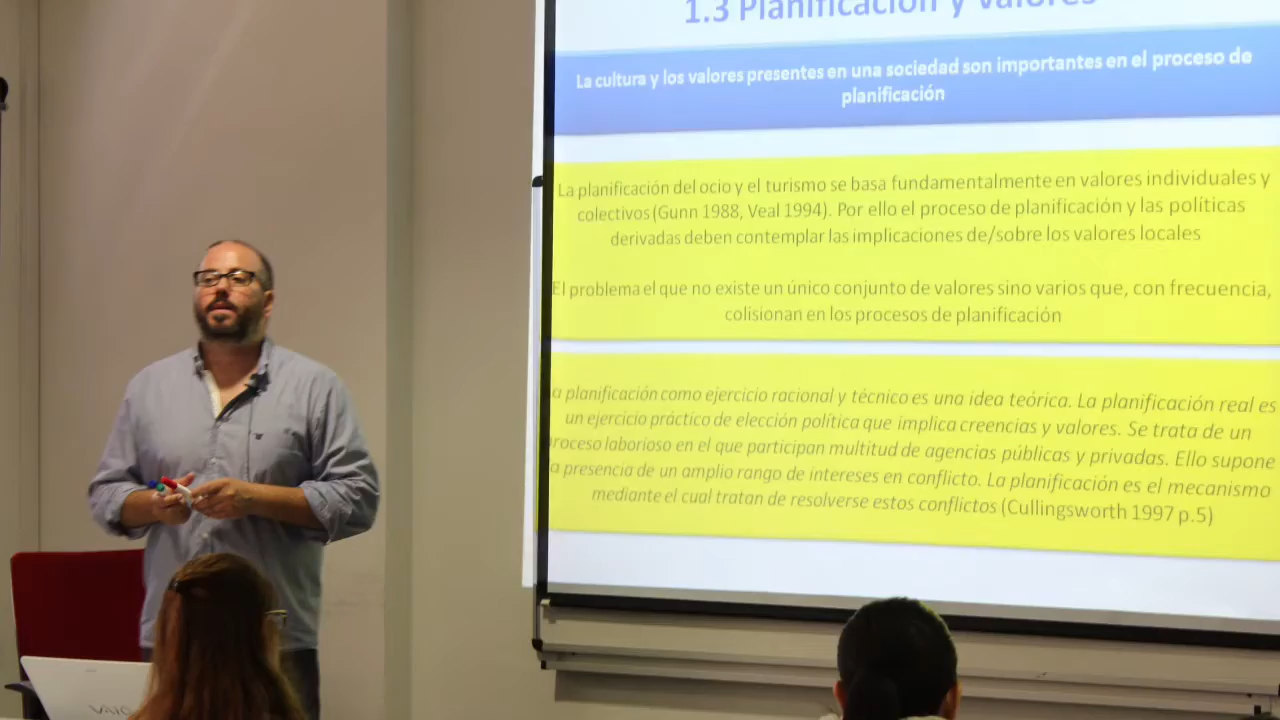 1.3 Planificación y valores
La cultura y los valores presentes en una sociedad son importantes en el proceso de
planificación
La planificación del ocio y el turismo se basa fundamentalmente en valores individuales y
colectivos (Gunn 1988, Veal 1994). Por ello el proceso de planificación y las políticas
derivadas deben contemplar las implicaciones de/sobre los valores locales
El problema el que no existe un único conjunto de valores sino varios que, con frecuencia,
colisionan en los procesos de planificación
a planificación como ejercicio racional y técnico es una idea teórica. La planificación real es
un ejercicio práctico de elección política que implica creencias y valores. Se trata de un
proceso laborioso en el que participan multitud de agencias públicas y privadas. Ello supone
a presencia de un amplio rango de intereses en conflicto. La planificación es el mecanismo
mediante el cual tratan de resolverse estos conflictos (Cullingsworth 1997 p.5)
VAIO